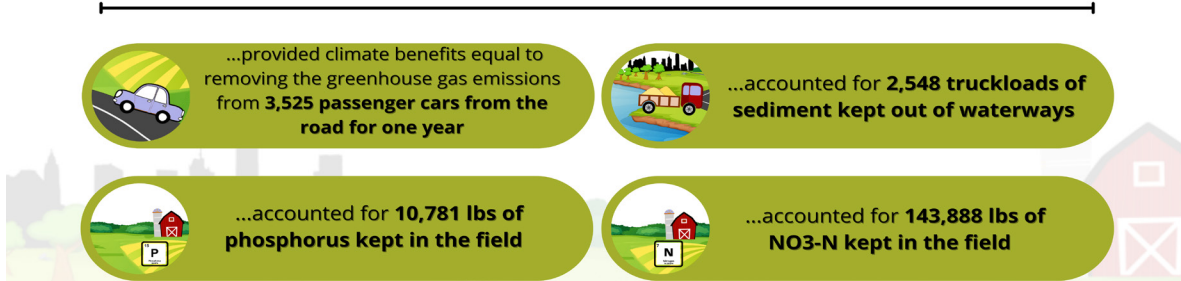 ...provided climate benefits equal to
removing the greenhouse gas emissions
from 3,525 passenger cars from the
road for one year
...accounted for 2,548 truckloads of
sediment kept out of waterways
...accounted for 10,781 lbs of
phosphorus kept in the field
P
...accounted for 143,888 lbs of
NO3-N kept in the field
N